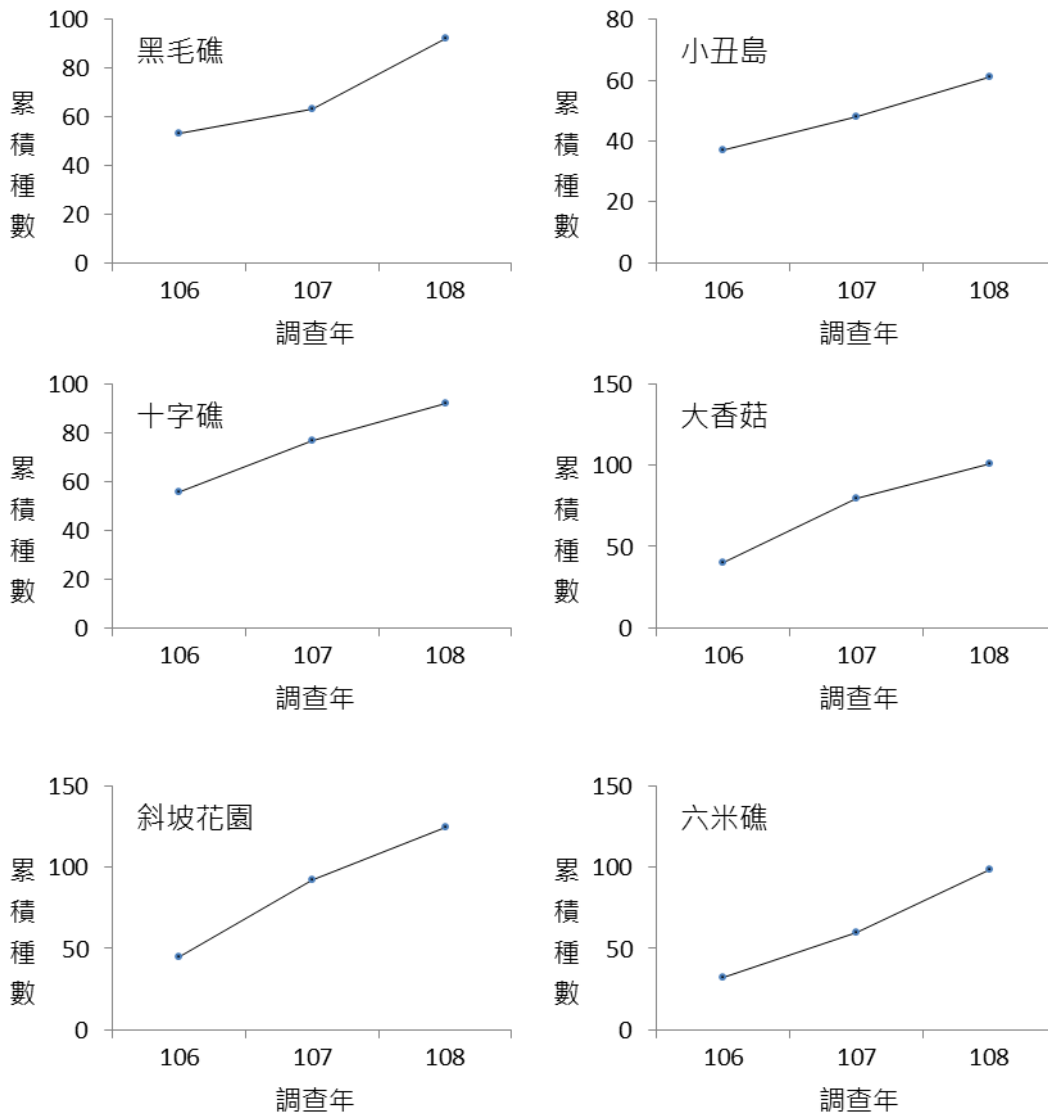 100
80
60
40
20
0
黑毛礁
累
積
種
數
106 107 108
調查年
80
60
40
20
0
小丑島
累
積
種
數
106 107 108
調查年
100
80
60
40
20
0
十字礁
累
積
種
數
106 107 108
調查年
150
100
50
0
大香菇
累
積
種
數
106 107 108
調查年
150
100
50
0
斜坡花園
累
積
種
數
106 107 108
調查年
150
100
50
0
六米礁
累
積
種
數
106 107 108
調查年